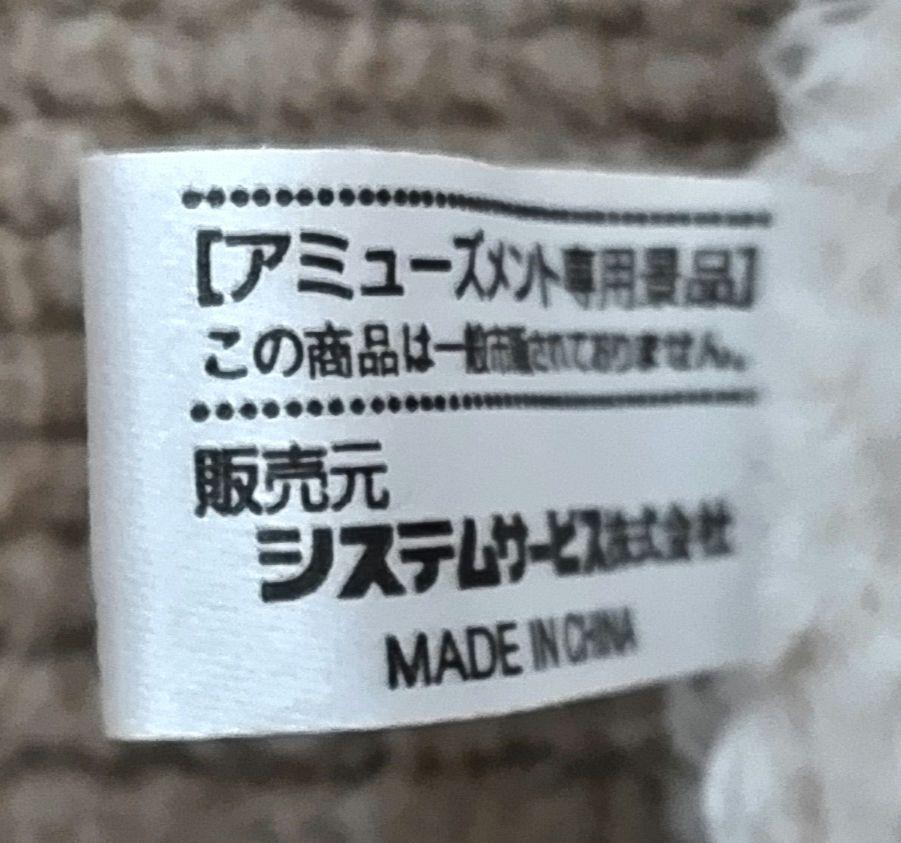 [アミューズメント専用景品]
この商品は一般市販されておりません。
販売元
システムサービス株式会社
MADE IN CHINA